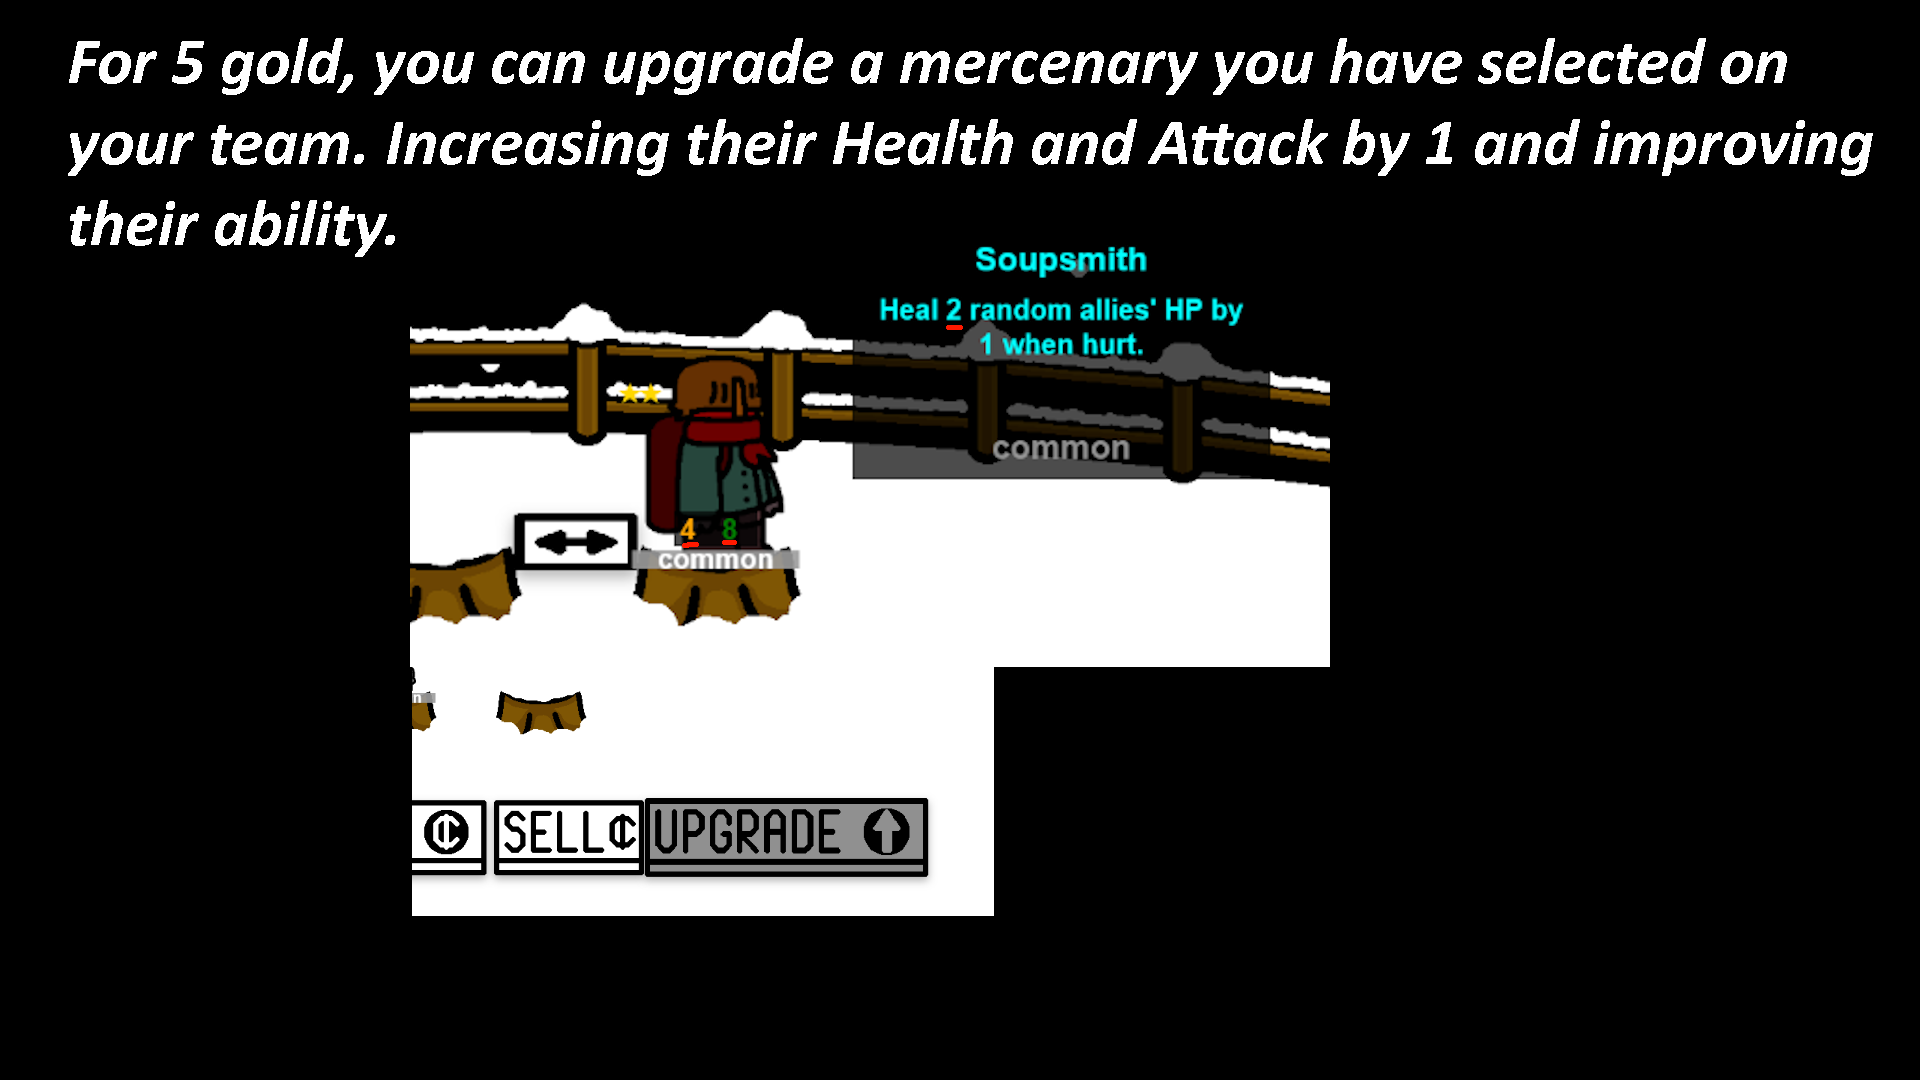 For 5 gold, you can upgrade a mercenary you have selected on
your team. Increasing their Health and Attack by 1 and improving
their ability.
Soupsmith
Heal 2 random allies' HP by
1 when hurt.
common
4 8
common
SELL₵
UPGRADE